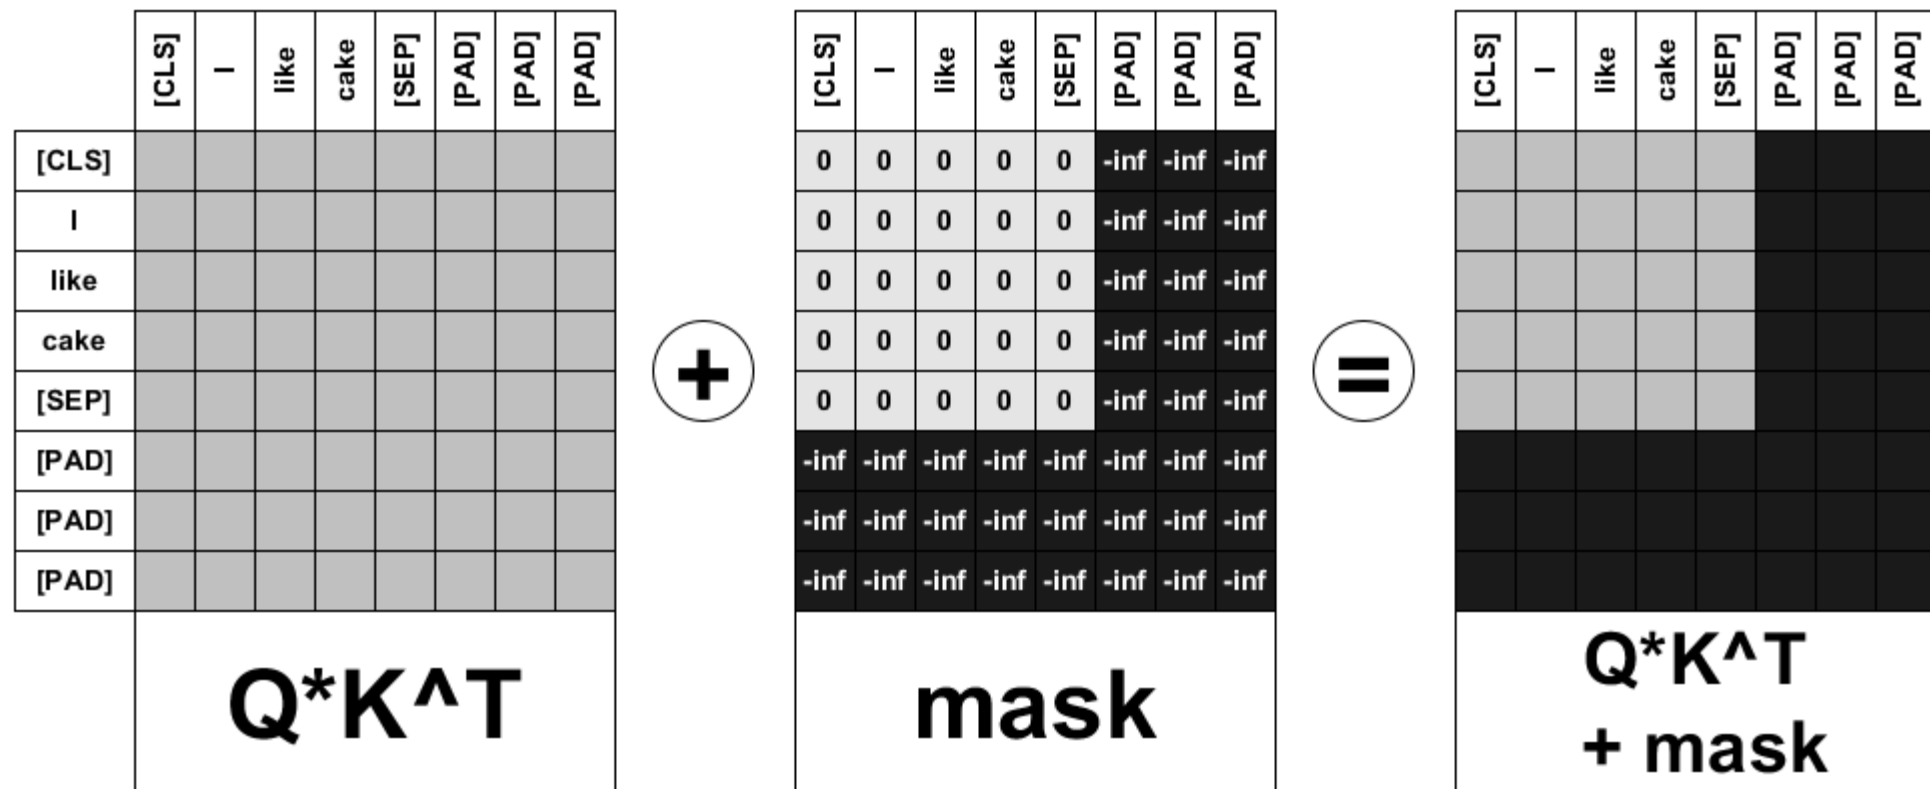 [CLS] I like cake [SEP] [PAD] [PAD] [PAD]
[CLS]
I
like
cake
[SEP]
[PAD]
[PAD]
[PAD]
Q*K^T
+
[CLS] I like cake [SEP] [PAD] [PAD] [PAD]
0 0 0 0 0 -inf -inf -inf
0 0 0 0 0 -inf -inf -inf
0 0 0 0 0 -inf -inf -inf
0 0 0 0 0 -inf -inf -inf
0 0 0 0 0 -inf -inf -inf
-inf -inf -inf -inf -inf -inf -inf -inf
-inf -inf -inf -inf -inf -inf -inf -inf
-inf -inf -inf -inf -inf -inf -inf -inf
mask
=
[CLS] I like cake [SEP] [PAD] [PAD] [PAD]
Q*K^T
+ mask